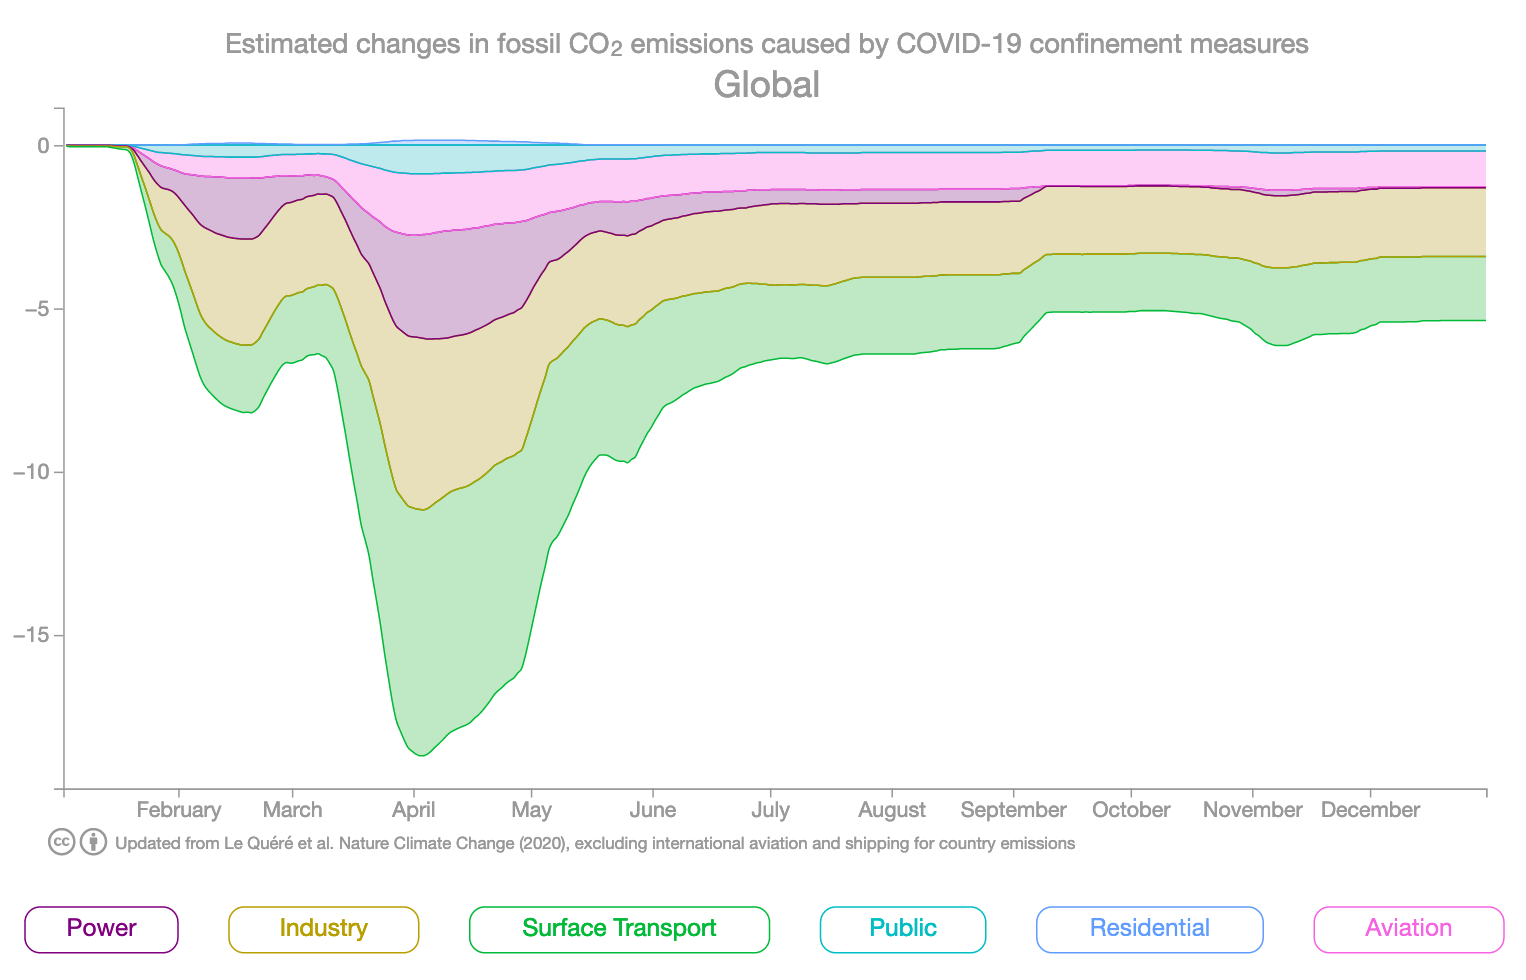 Estimated changes in fossil CO2 emissions caused by COVID-19 confinement measures
Global
0
−5
−10
−15
February March April May June July August September October November December
cc Updated from Le Quéré et al. Nature Climate Change (2020), excluding international aviation and shipping for country emissions
Power Industry Surface Transport Public Residential Aviation